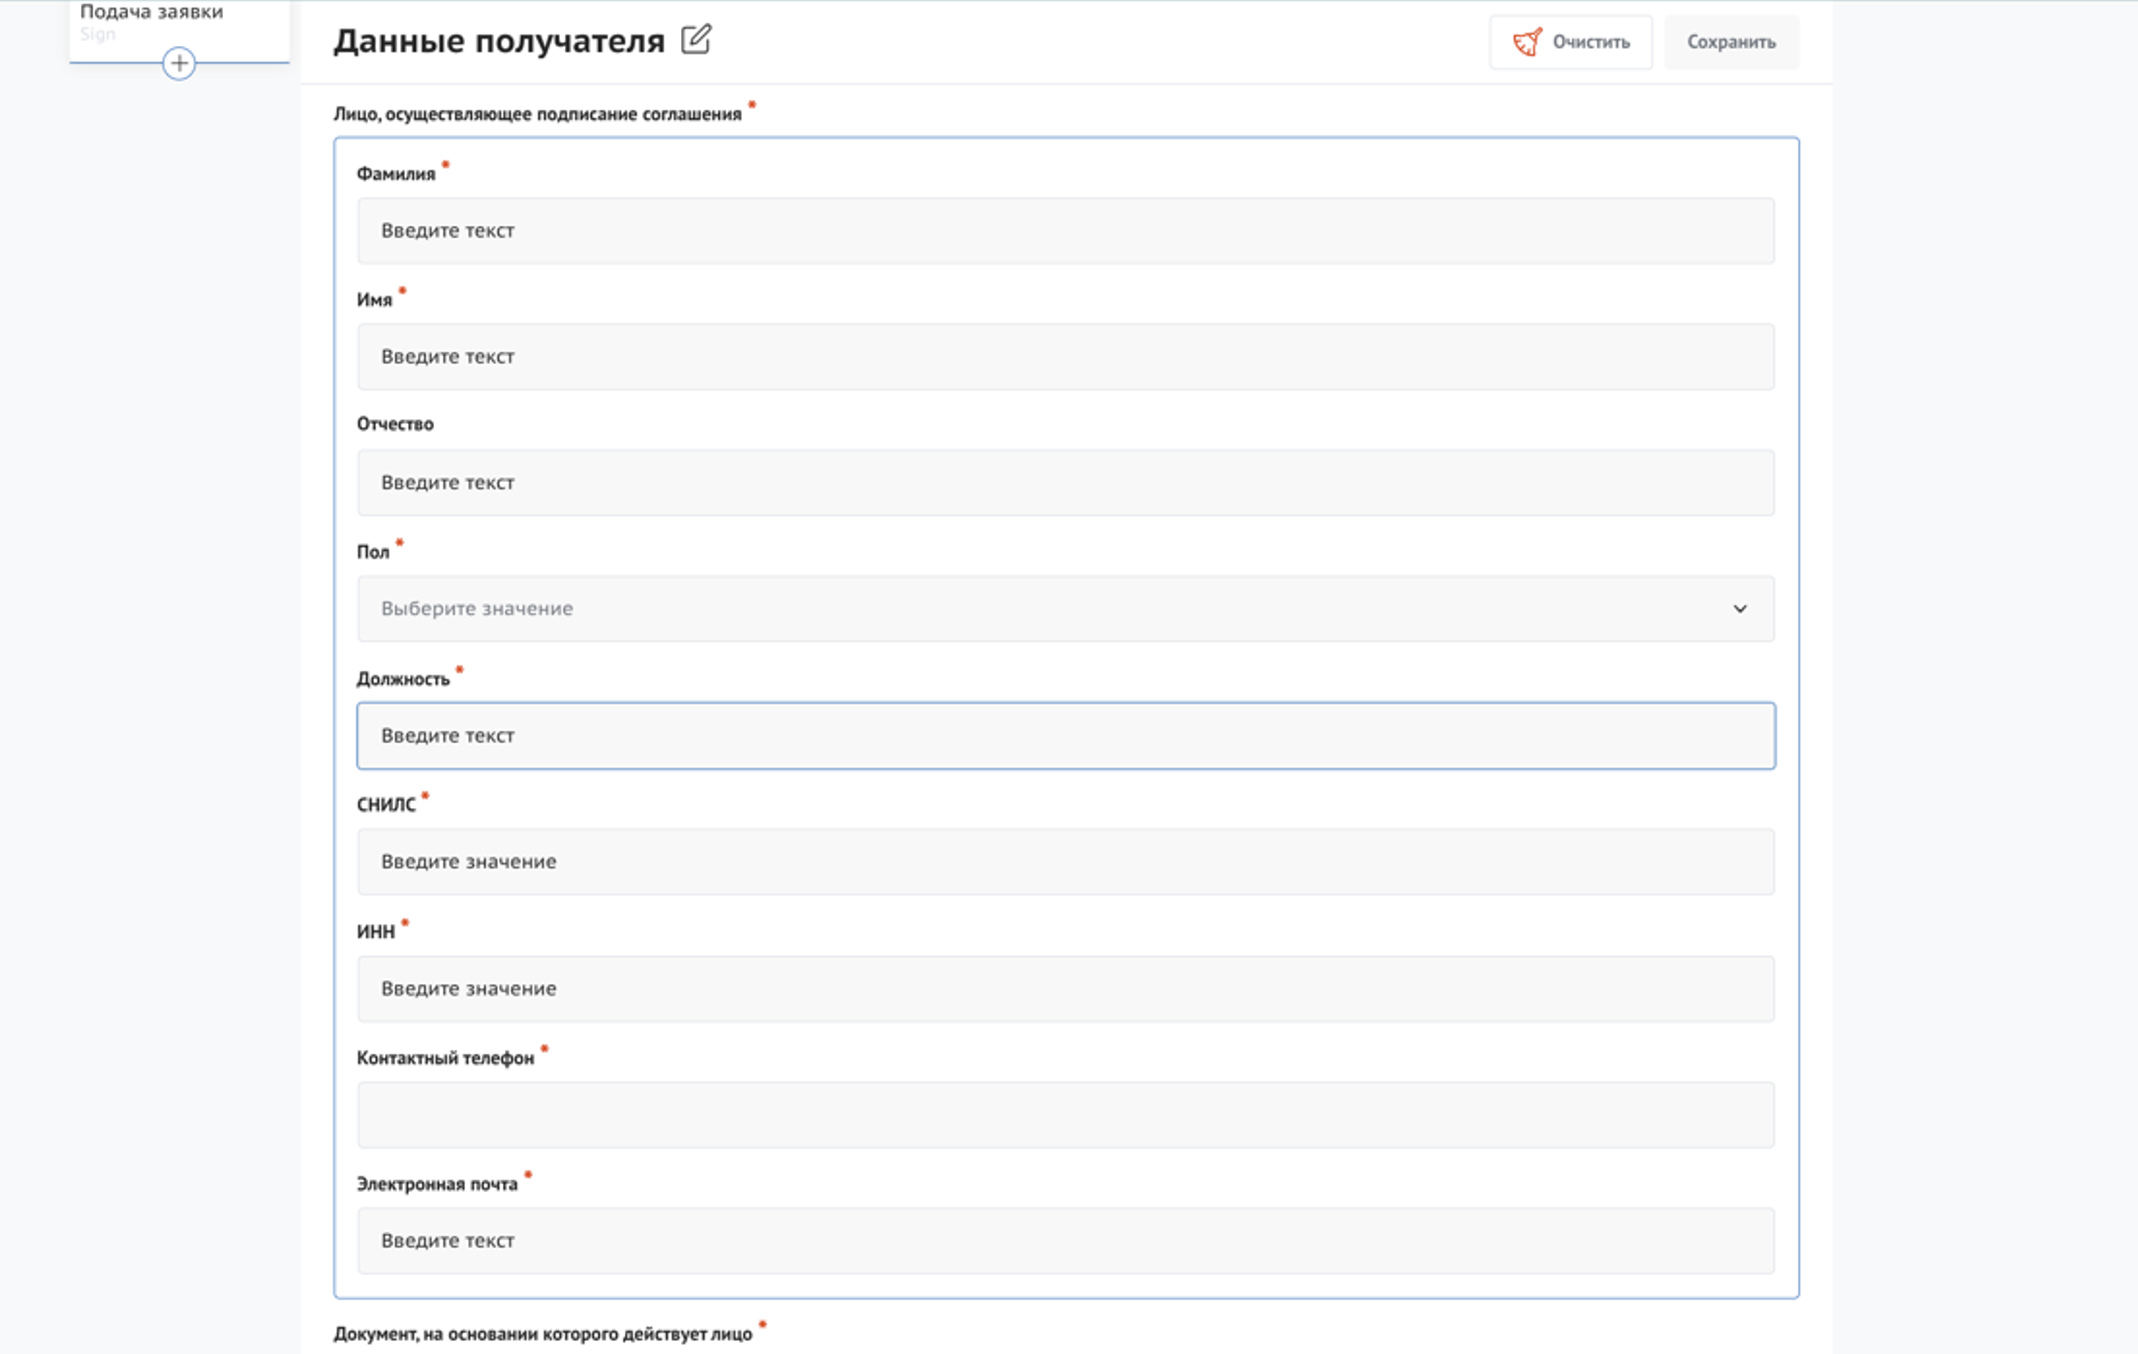 Подача заявки
Sign
Данные получателя
Очистить
Сохранить
Лицо, осуществляющее подписание соглашения *
Фамилия *
Введите текст
Имя *
Введите текст
Отчество
Введите текст
Пол *
Выберите значение
Должность *
Введите текст
СНИЛС *
Введите значение
ИНН *
Введите значение
Контактный телефон *
Электронная почта *
Введите текст
Документ, на основании которого действует лицо *